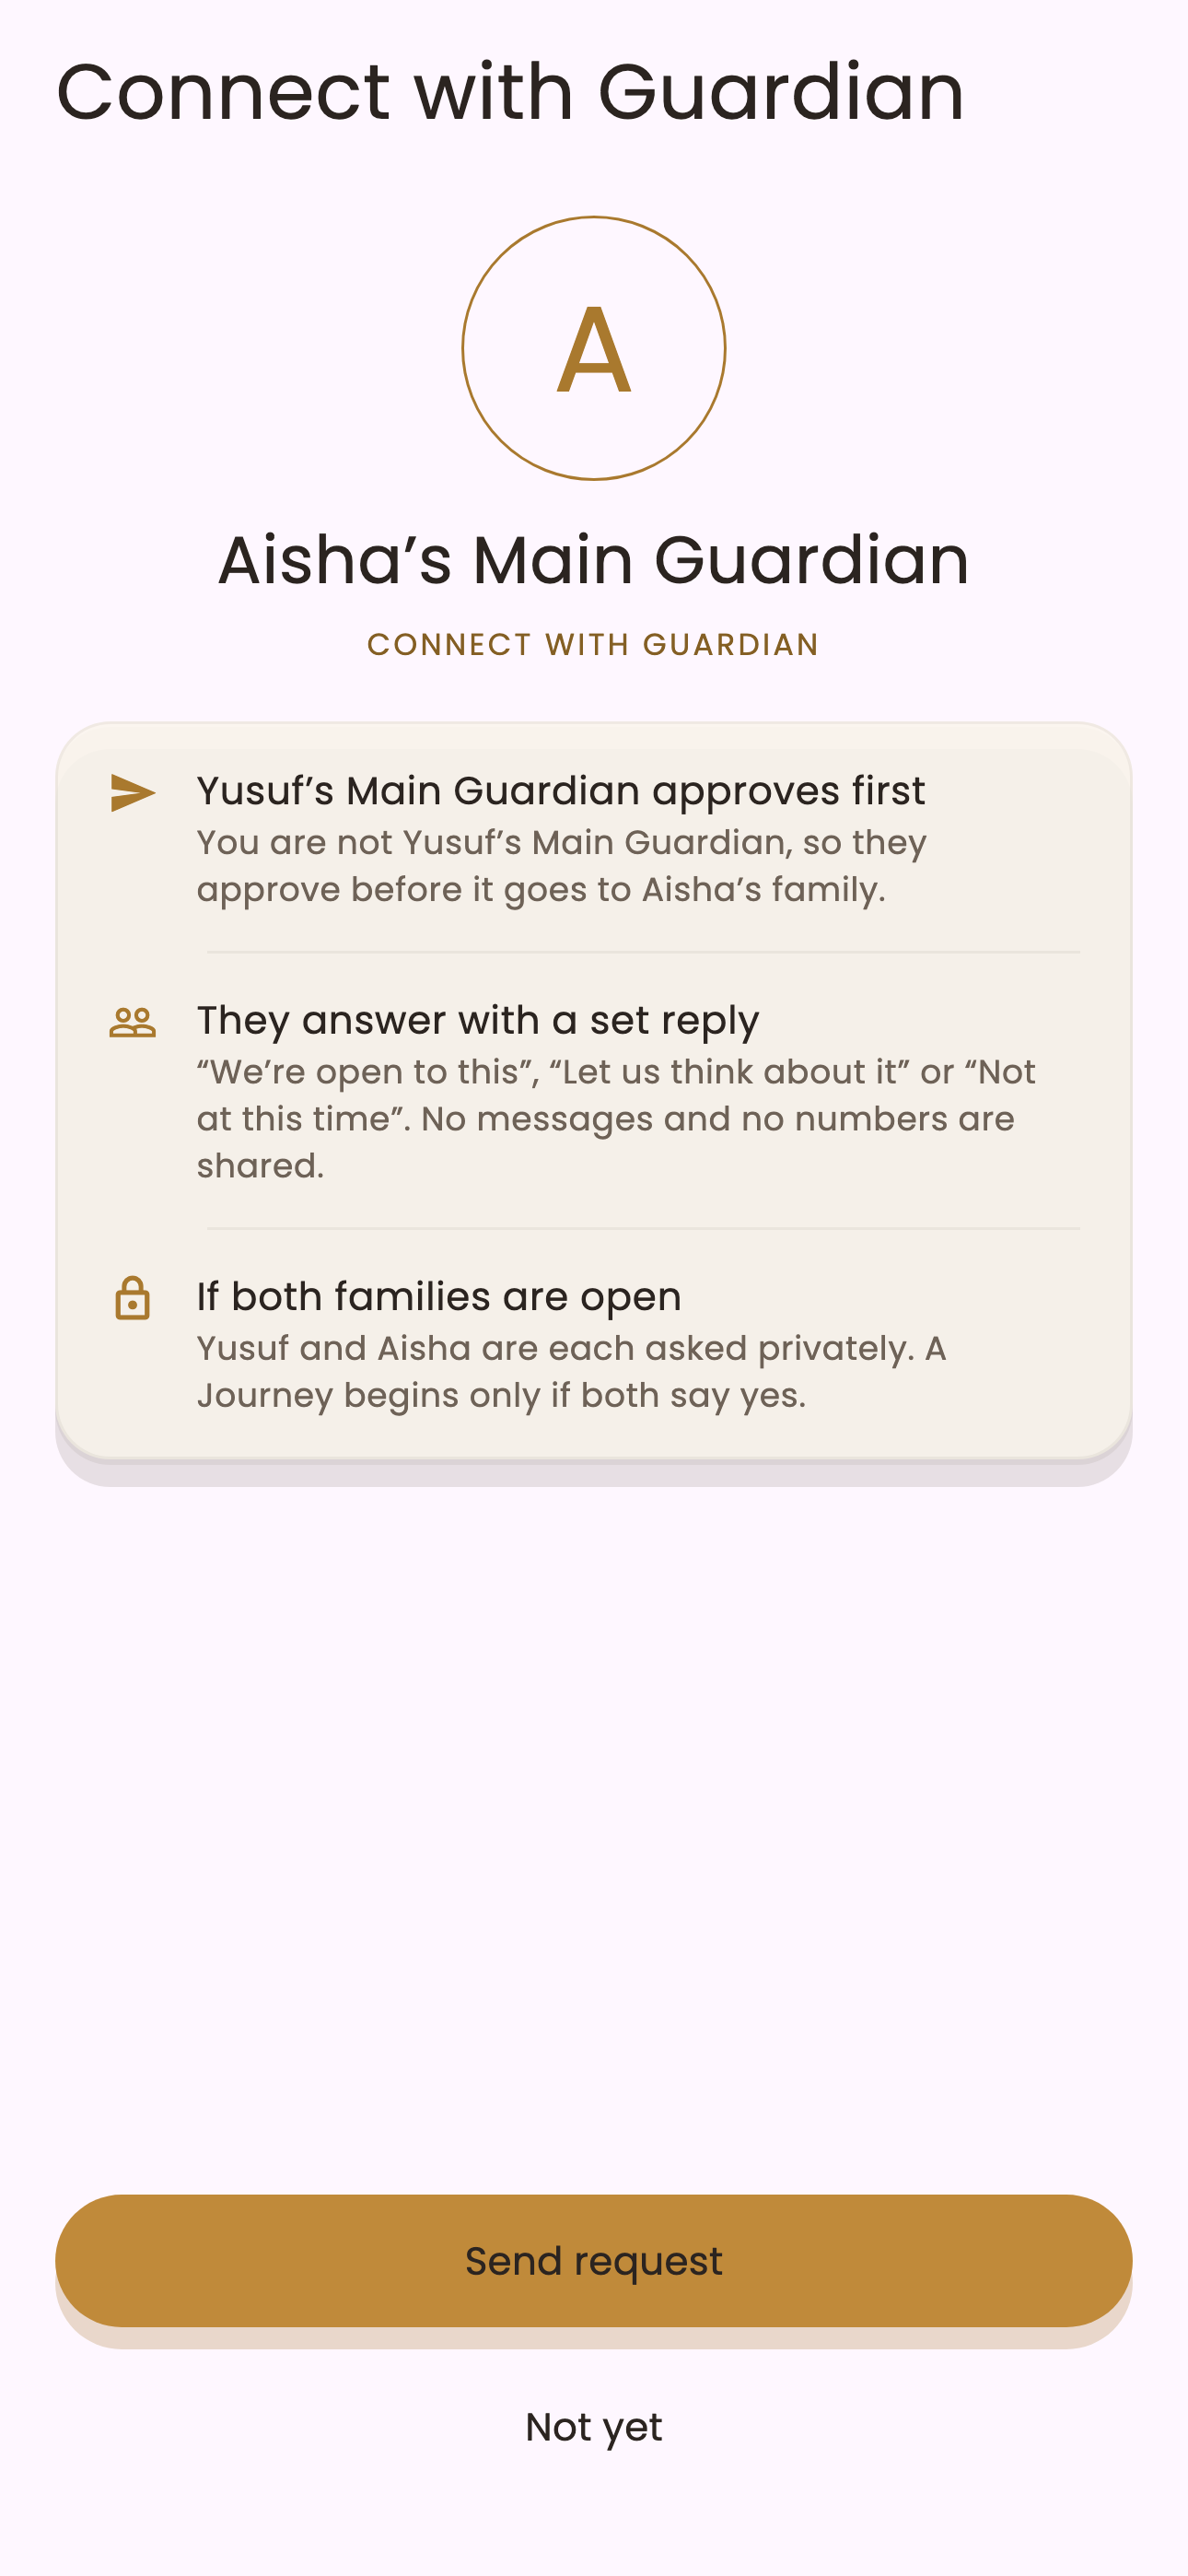 Connect with Guardian
A
Aisha’s Main Guardian
CONNECT WITH GUARDIAN
Yusuf’s Main Guardian approves first
You are not Yusuf’s Main Guardian, so they
approve before it goes to Aisha’s family.
They answer with a set reply
“We’re open to this”, “Let us think about it” or “Not
at this time”. No messages and no numbers are
shared.
If both families are open
Yusuf and Aisha are each asked privately. A
Journey begins only if both say yes.
Send request
Not yet